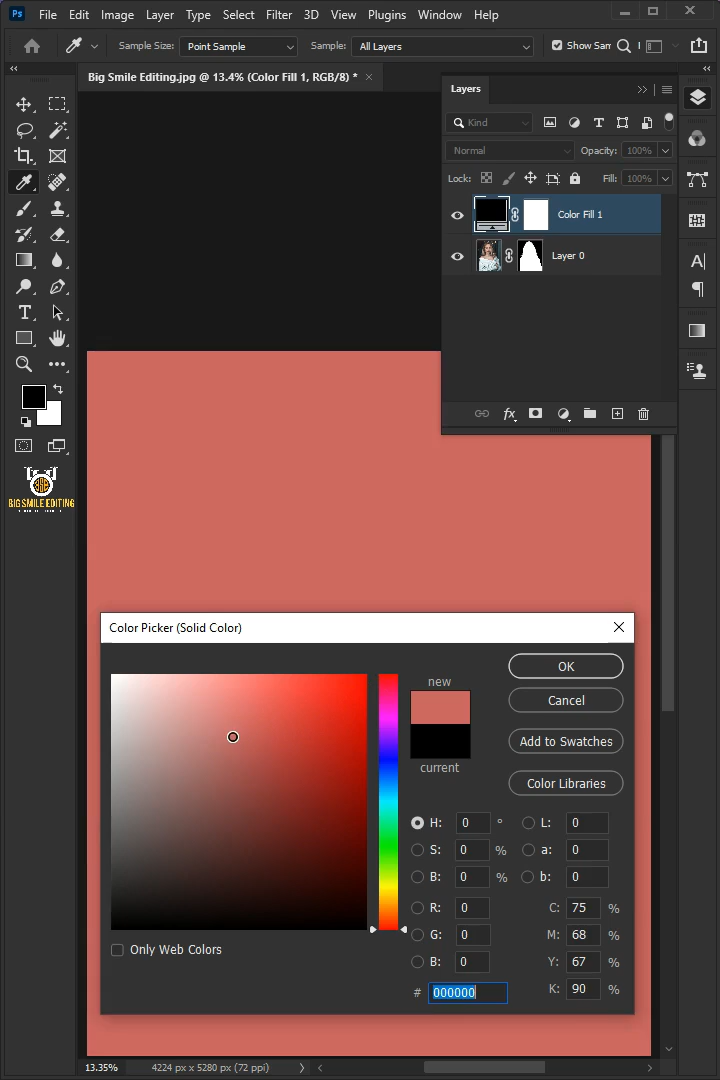 Ps File Edit Image Layer Type Select Filter 3D View Plugins Window Help
Sample Size: Point Sample Sample: All Layers Show Sam
Big Smile Editing.jpg @ 13.4% (Color Fill 1, RGB/8) *
Layers
Kind
Normal Opacity: 100%
Lock: Fill: 100%
Color Fill 1
Layer 0
BIG SMILE EDITING
Color Picker (Solid Color)
new
current
OK
Cancel
Add to Swatches
Color Libraries
H: 0 ° L: 0
S: 0 % a: 0
B: 0 % b: 0
R: 0 C: 75 %
G: 0 M: 68 %
B: 0 Y: 67 %
# 000000 K: 90 %
Only Web Colors
13.35% 4224 px x 5280 px (72 ppi)